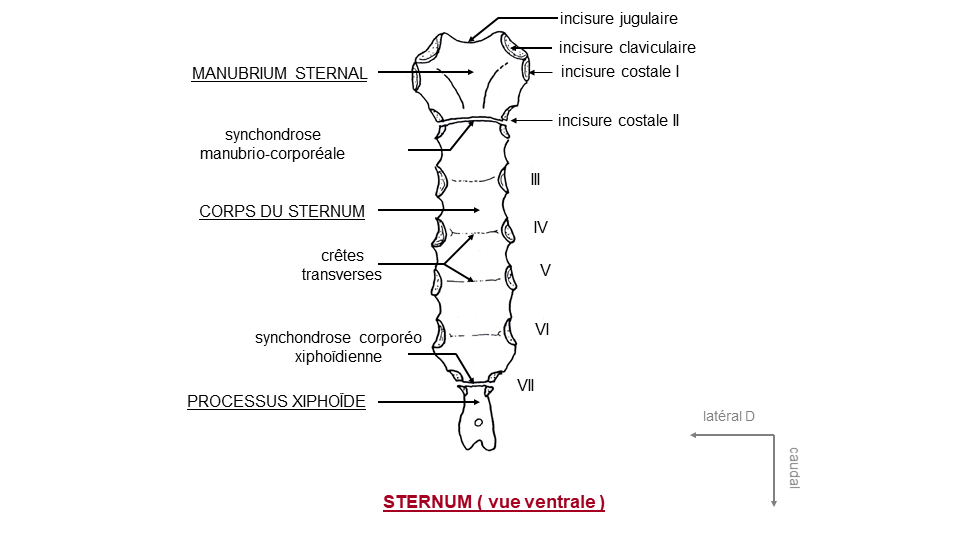 incisure jugulaire
incisure claviculaire
MANUBRIUM STERNAL
incisure costale I
incisure costale II
synchondrose
manubrio-corporéale
III
CORPS DU STERNUM
IV
crêtes
transverses
V
VI
synchondrose corporéo
xiphoïdienne
VII
PROCESSUS XIPHOÏDE
latéral D
caudal
STERNUM ( vue ventrale )